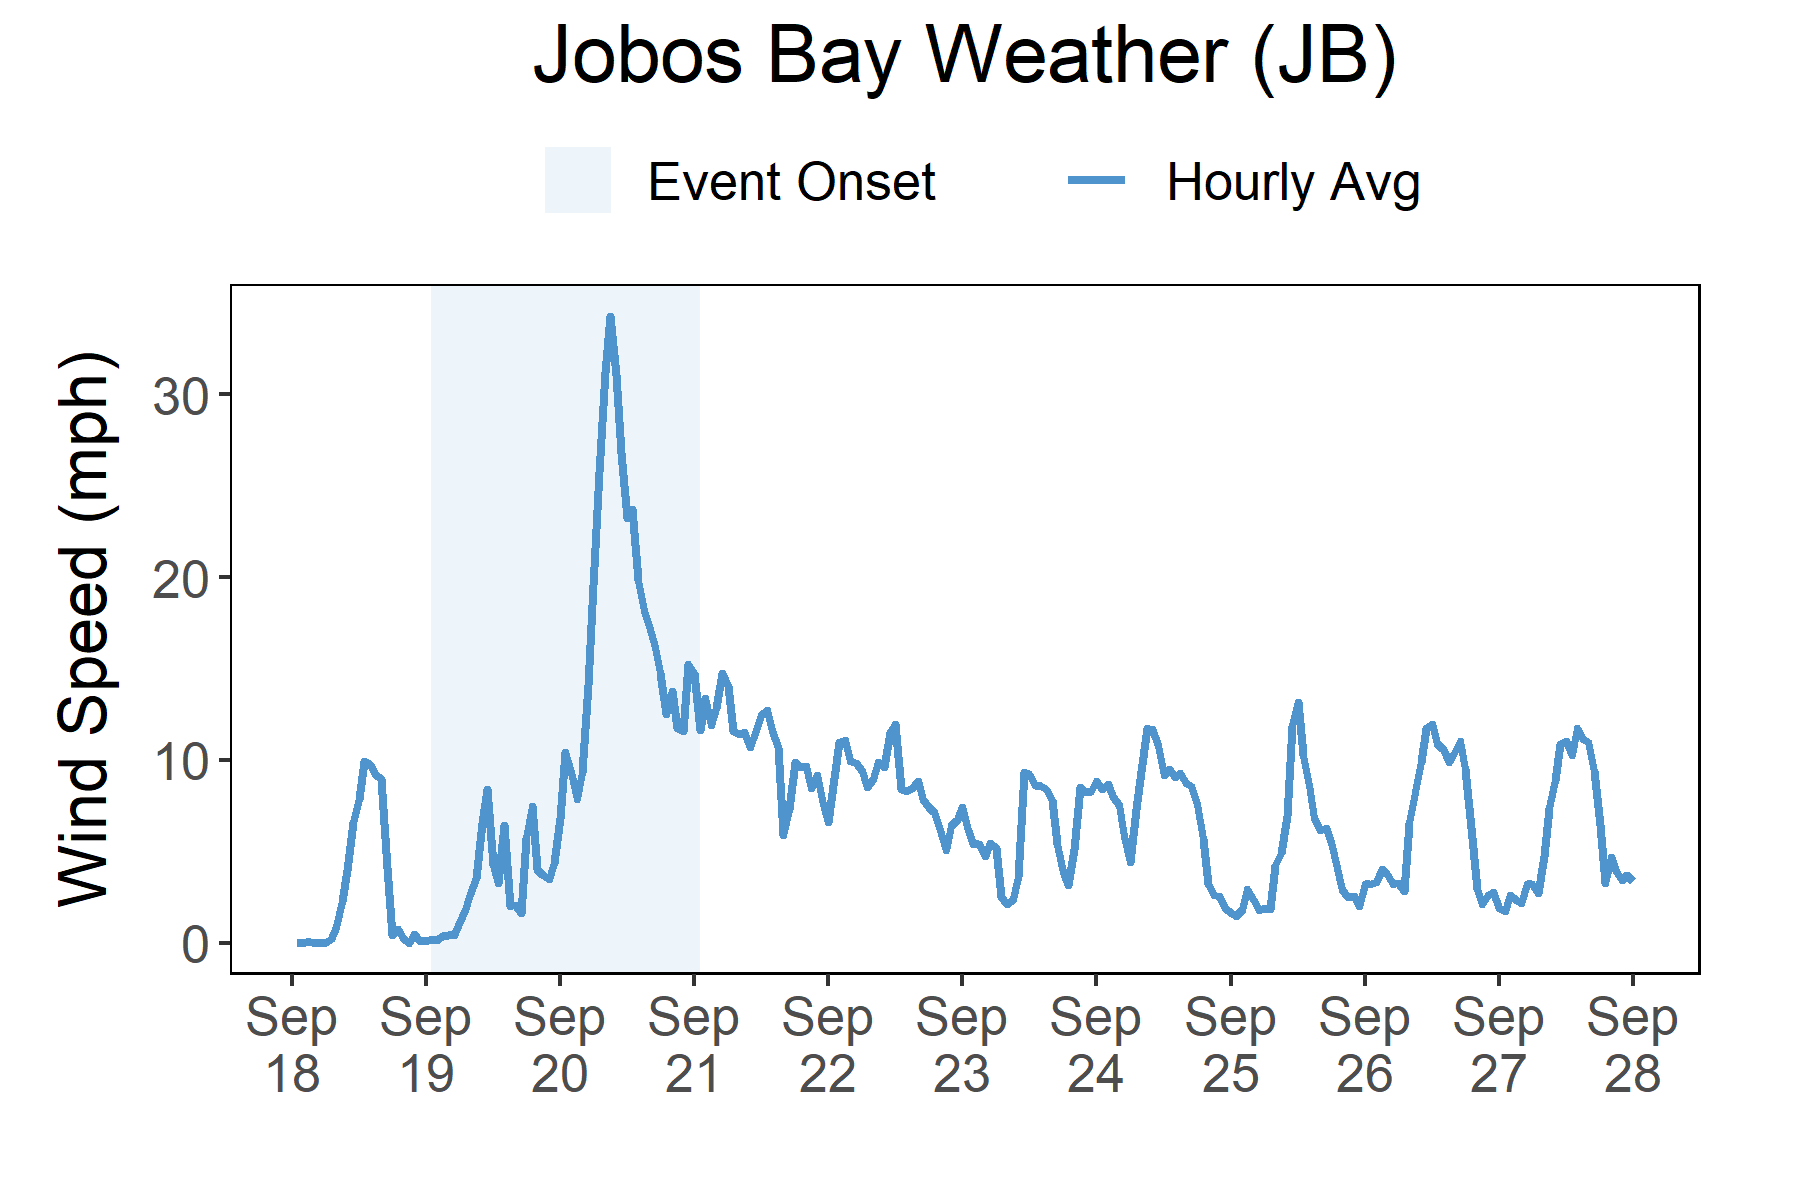 Jobos Bay Weather (JB)
Event Onset
Hourly Avg
Wind Speed (mph)
30
20
10
0
Sep 18
Sep 19
Sep 20
Sep 21
Sep 22
Sep 23
Sep 24
Sep 25
Sep 26
Sep 27
Sep 28